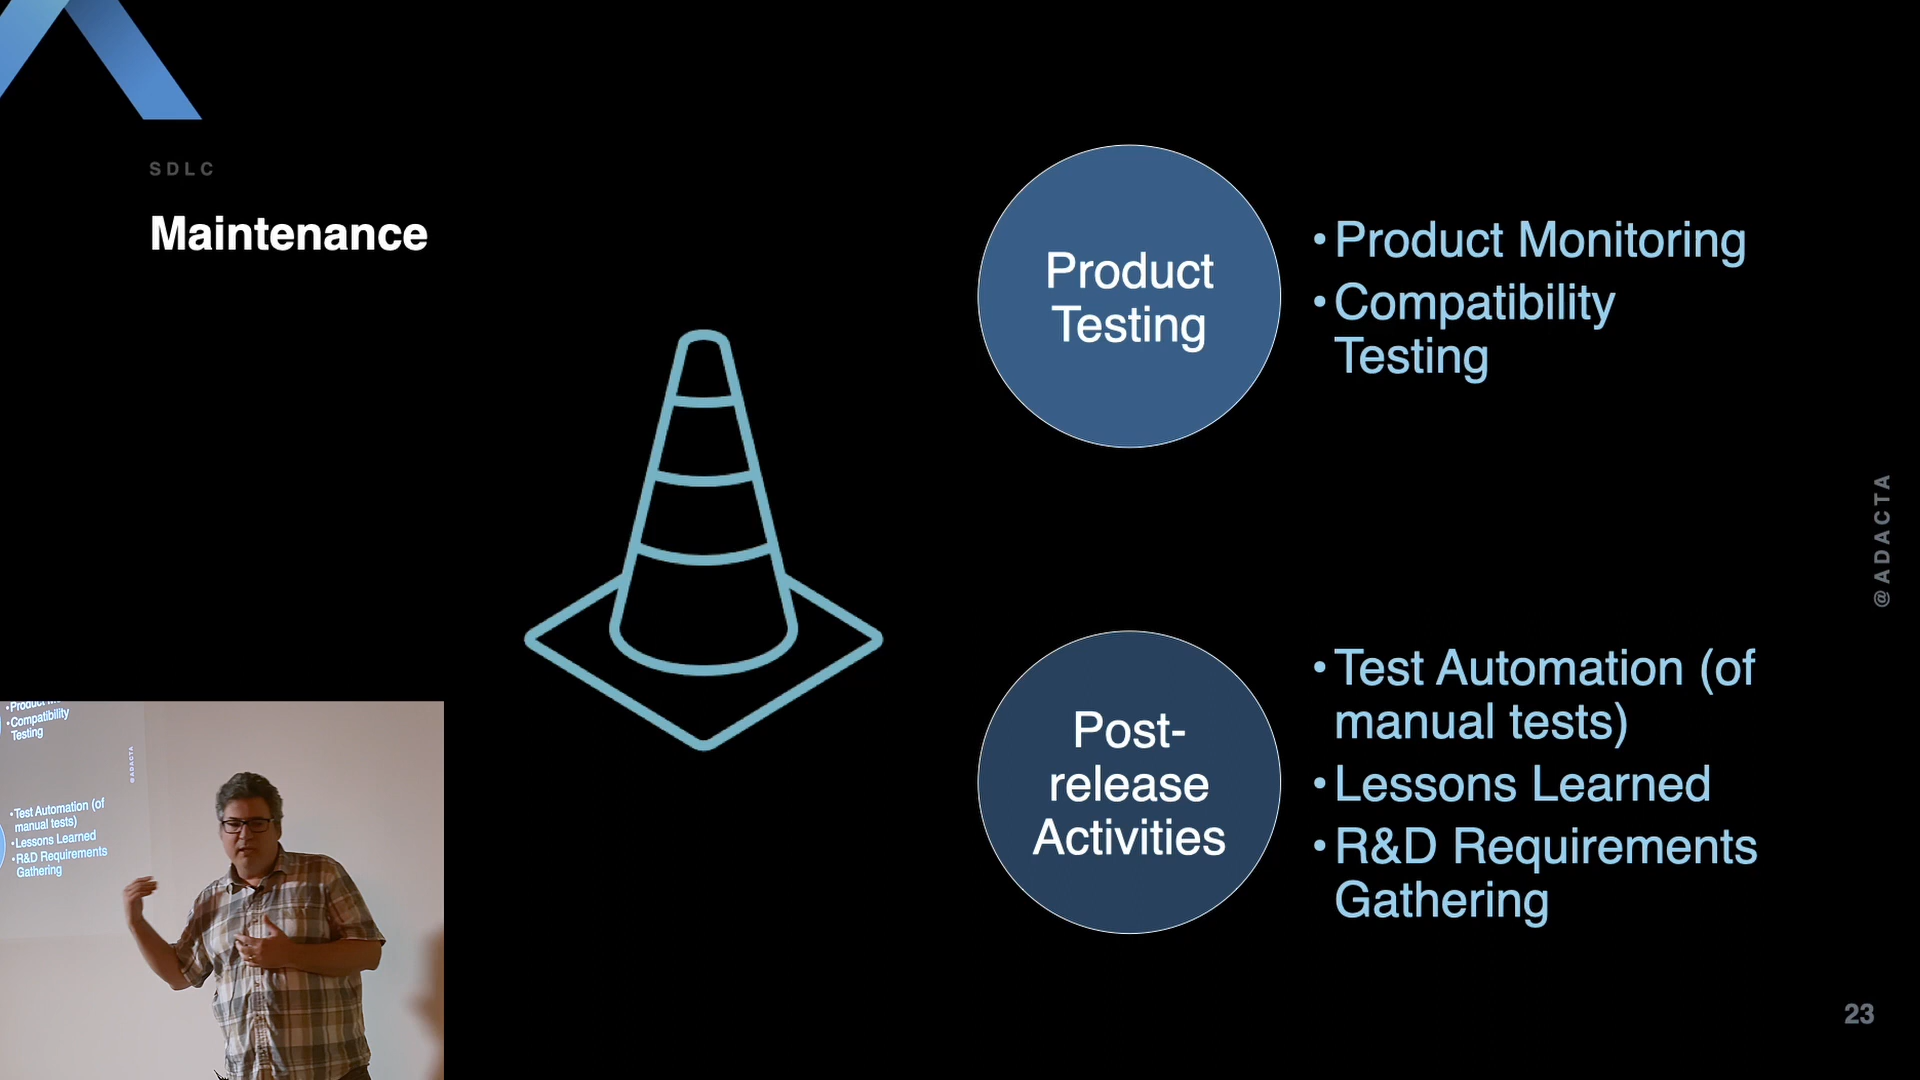 SDLC
Maintenance
Product
Testing
•Product Monitoring
•Compatibility
Testing
Post-
release
Activities
•Test Automation (of
manual tests)
•Lessons Learned
•R&D Requirements
Gathering
@ADACTA
23
•Compatibility
Testing
@ADACTA
•Test Automation (of
manual tests)
•Lessons Learned
•R&D Requirements
Gathering